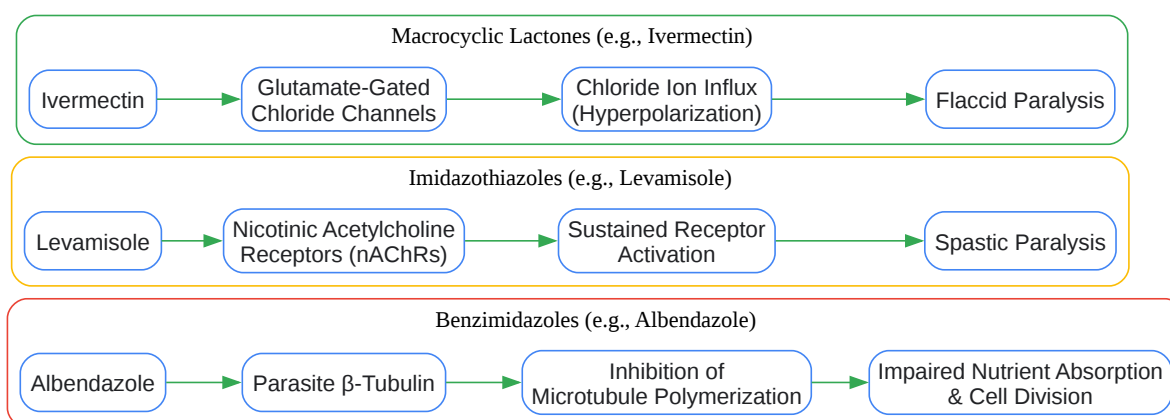 Macrocyclic Lactones (e.g., Ivermectin)
Ivermectin
Glutamate-Gated
Chloride Channels
Chloride Ion Influx
(Hyperpolarization)
Flaccid Paralysis
Imidazothiazoles (e.g., Levamisole)
Levamisole
Nicotinic Acetylcholine
Receptors (nAChRs)
Sustained Receptor
Activation
Spastic Paralysis
Benzimidazoles (e.g., Albendazole)
Albendazole
Parasite β-Tubulin
Inhibition of
Microtubule Polymerization
Impaired Nutrient Absorption
& Cell Division